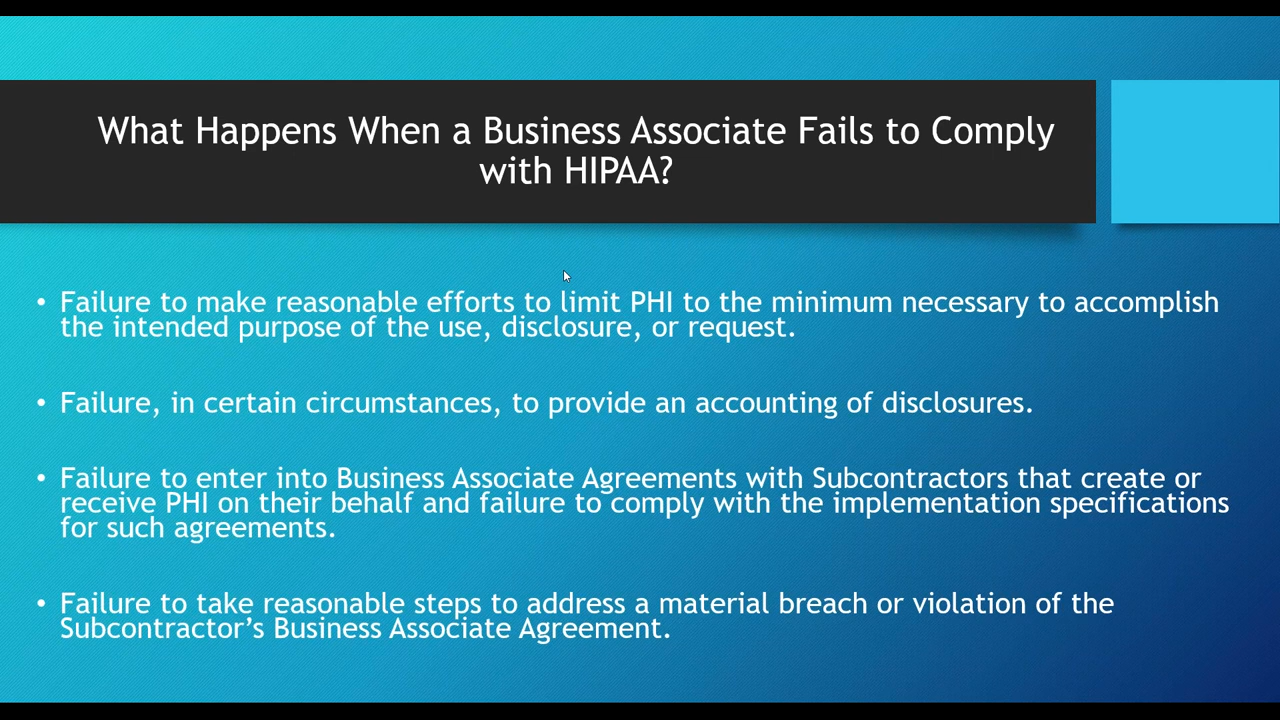 What Happens When a Business Associate Fails to Comply
with HIPAA?
• Failure to make reasonable efforts to limit PHI to the minimum necessary to accomplish
the intended purpose of the use, disclosure, or request.
• Failure, in certain circumstances, to provide an accounting of disclosures.
• Failure to enter into Business Associate Agreements with Subcontractors that create or
receive PHI on their behalf and failure to comply with the implementation specifications
for such agreements.
• Failure to take reasonable steps to address a material breach or violation of the
Subcontractor’s Business Associate Agreement.